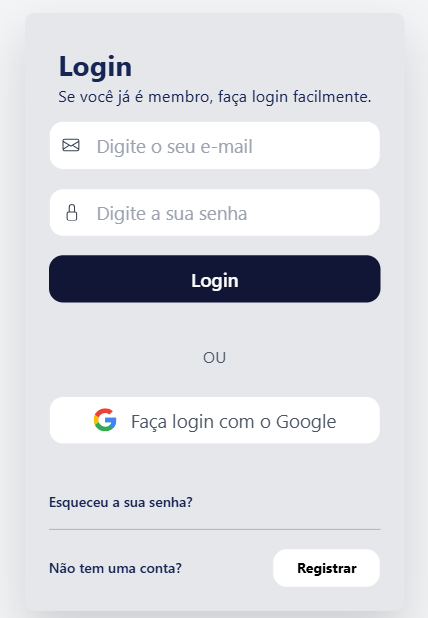 Login
Se você já é membro, faça login facilmente.
Digite o seu e-mail
Digite a sua senha
Login
OU
Faça login com o Google
Esqueceu a sua senha?
Não tem uma conta? Registrar